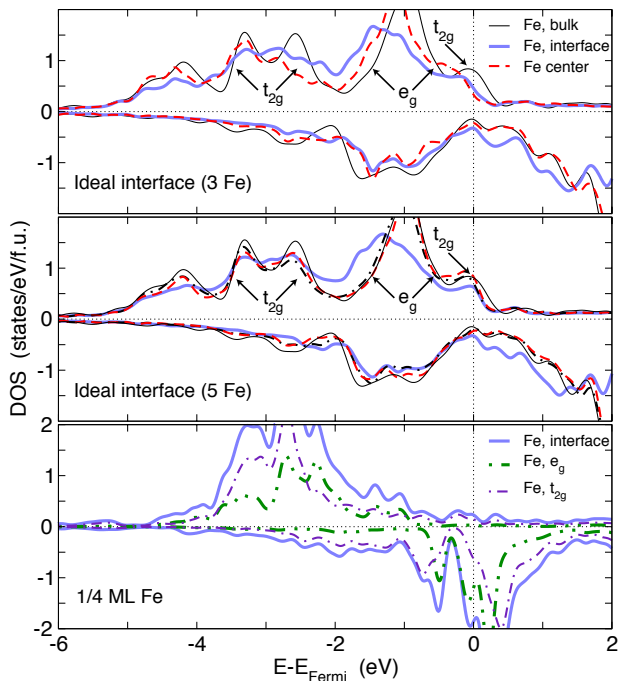 2
1
0
-1
t2g
eg
t2g
Fe, bulk
Fe, interface
Fe center
Ideal interface (3 Fe)
1
0
-1
2
t2g
eg
t2g
Ideal interface (5 Fe)
DOS (states/eV/f.u.)
2
1
0
-1
-2
Fe, interface
Fe, eg
Fe, t2g
1/4 ML Fe
-6 -4 -2 0 2
E-EFermi (eV)